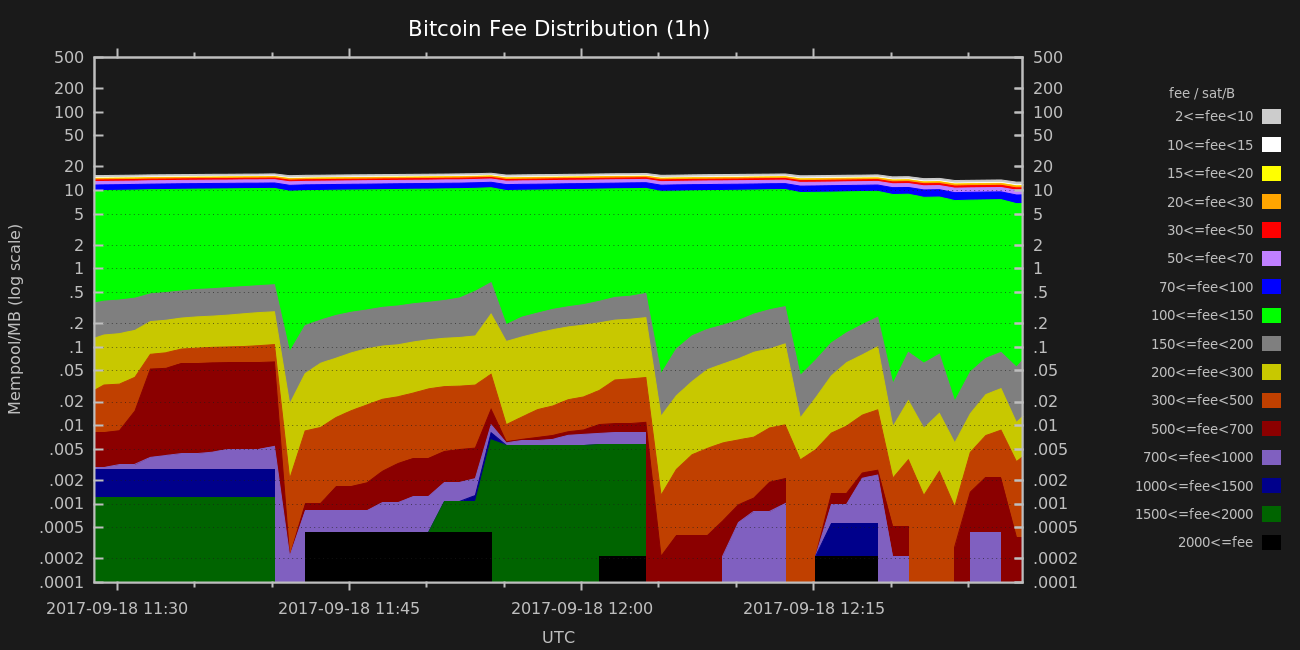 Bitcoin Fee Distribution (1h)
500
200
100
50
20
10
5
2
1
.5
.2
.1
.05
.02
.01
.005
.002
.001
.0005
.0002
.0001
Mempool/MB (log scale)
500
200
100
50
20
10
5
2
1
.5
.2
.1
.05
.02
.01
.005
.002
.001
.0005
.0002
.0001
2017-09-18 11:30
2017-09-18 11:45
2017-09-18 12:00
2017-09-18 12:15
UTC
fee / sat/B
2<=fee<10
10<=fee<15
15<=fee<20
20<=fee<30
30<=fee<50
50<=fee<70
70<=fee<100
100<=fee<150
150<=fee<200
200<=fee<300
300<=fee<500
500<=fee<700
700<=fee<1000
1000<=fee<1500
1500<=fee<2000
2000<=fee